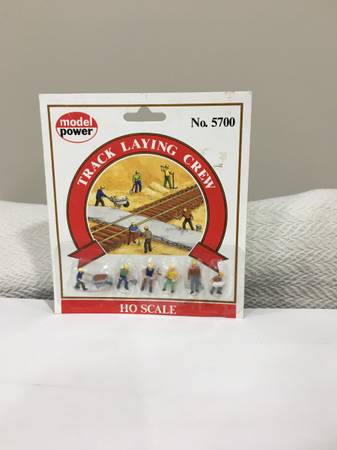 model
power
No. 5700
TRACK LAYING CREW
HO SCALE